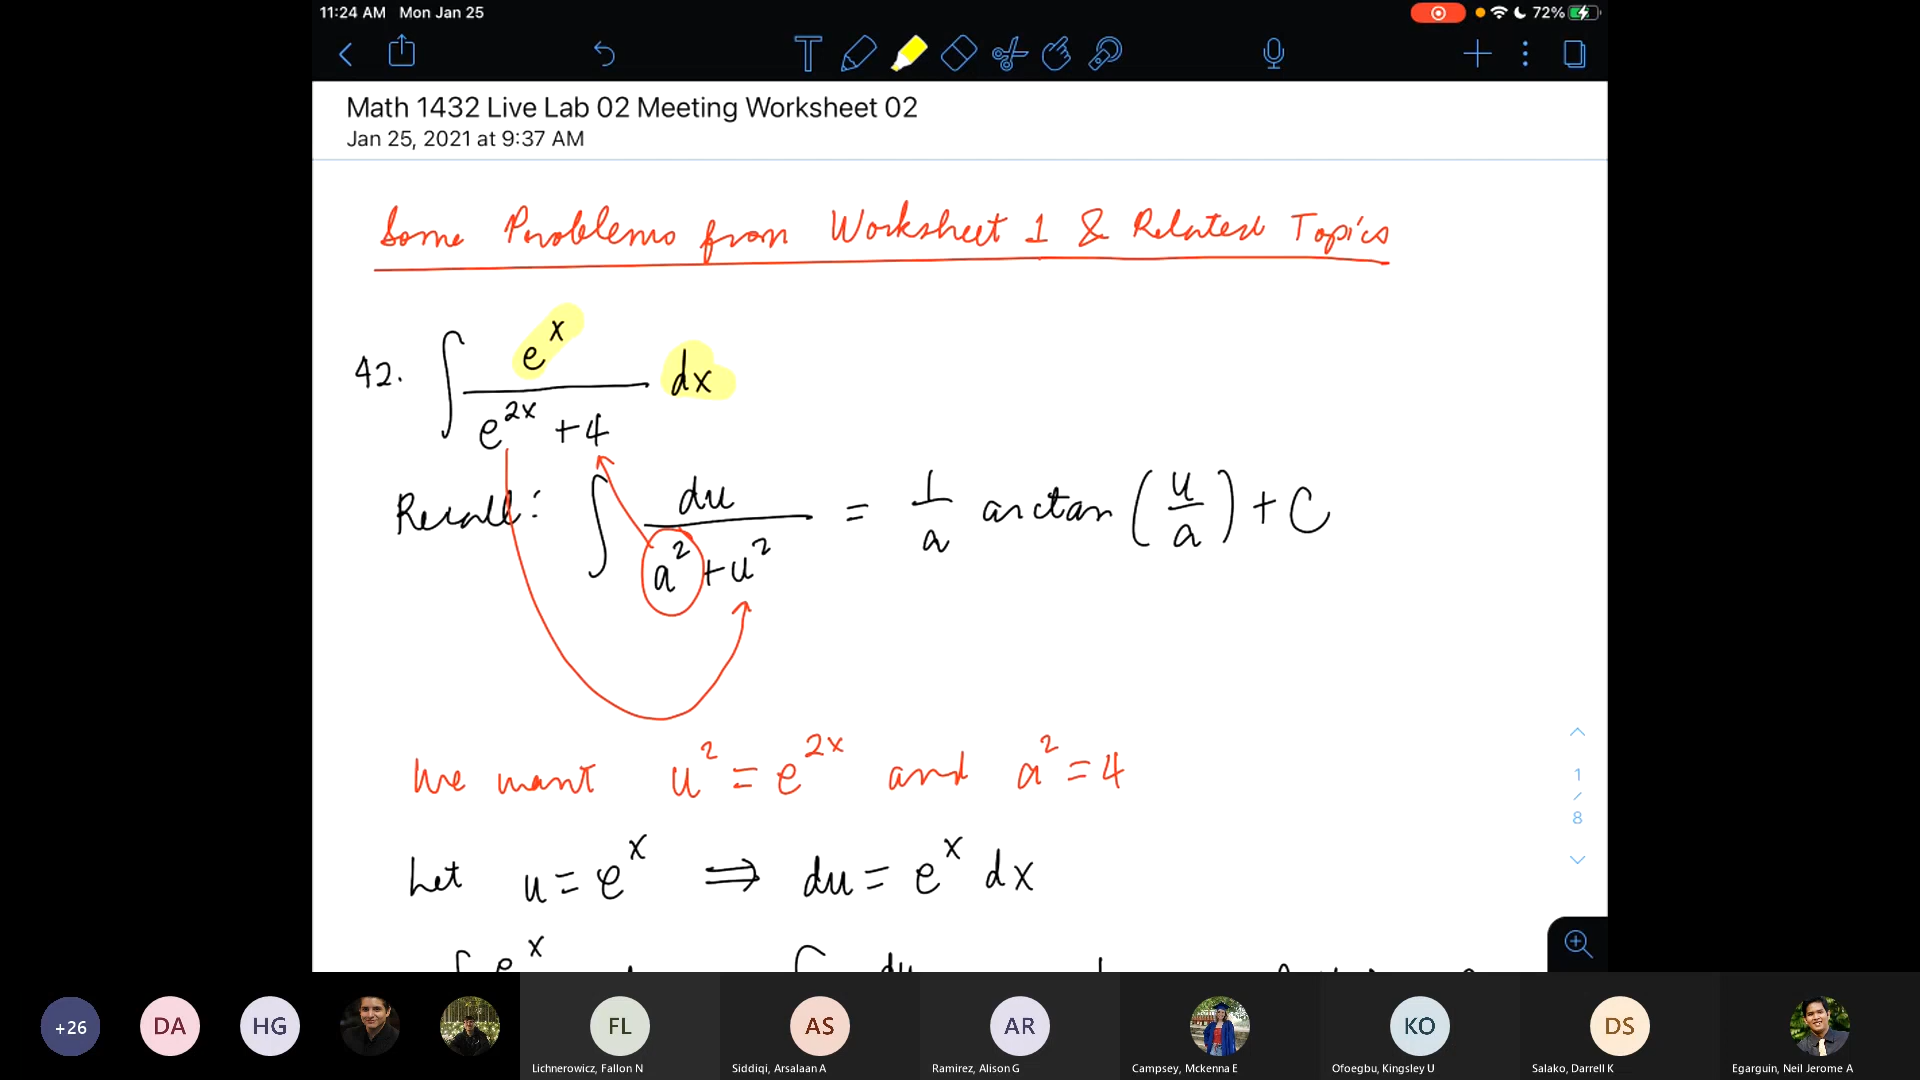 11:24 AM Mon Jan 25
72%
Math 1432 Live Lab 02 Meeting Worksheet 02
Jan 25, 2021 at 9:37 AM
Some Problems from Worksheet 1 & Related Topics
42. ∫ e^x / (e^{2x} + 4) dx
Recall: ∫ du / (a^2 + u^2) = 1/a arctan (u/a) + C
We want u^2 = e^{2x} and a^2 = 4
Let u = e^x ⟹ du = e^x dx
1
/
8
+26
DA
HG
FL
AS
AR
KO
DS
Lichnerowicz, Fallon N
Siddiqi, Arsalaan A
Ramirez, Alison G
Campsey, Mckenna E
Ofoegbu, Kingsley U
Salako, Darrell K
Egarguin, Neil Jerome A